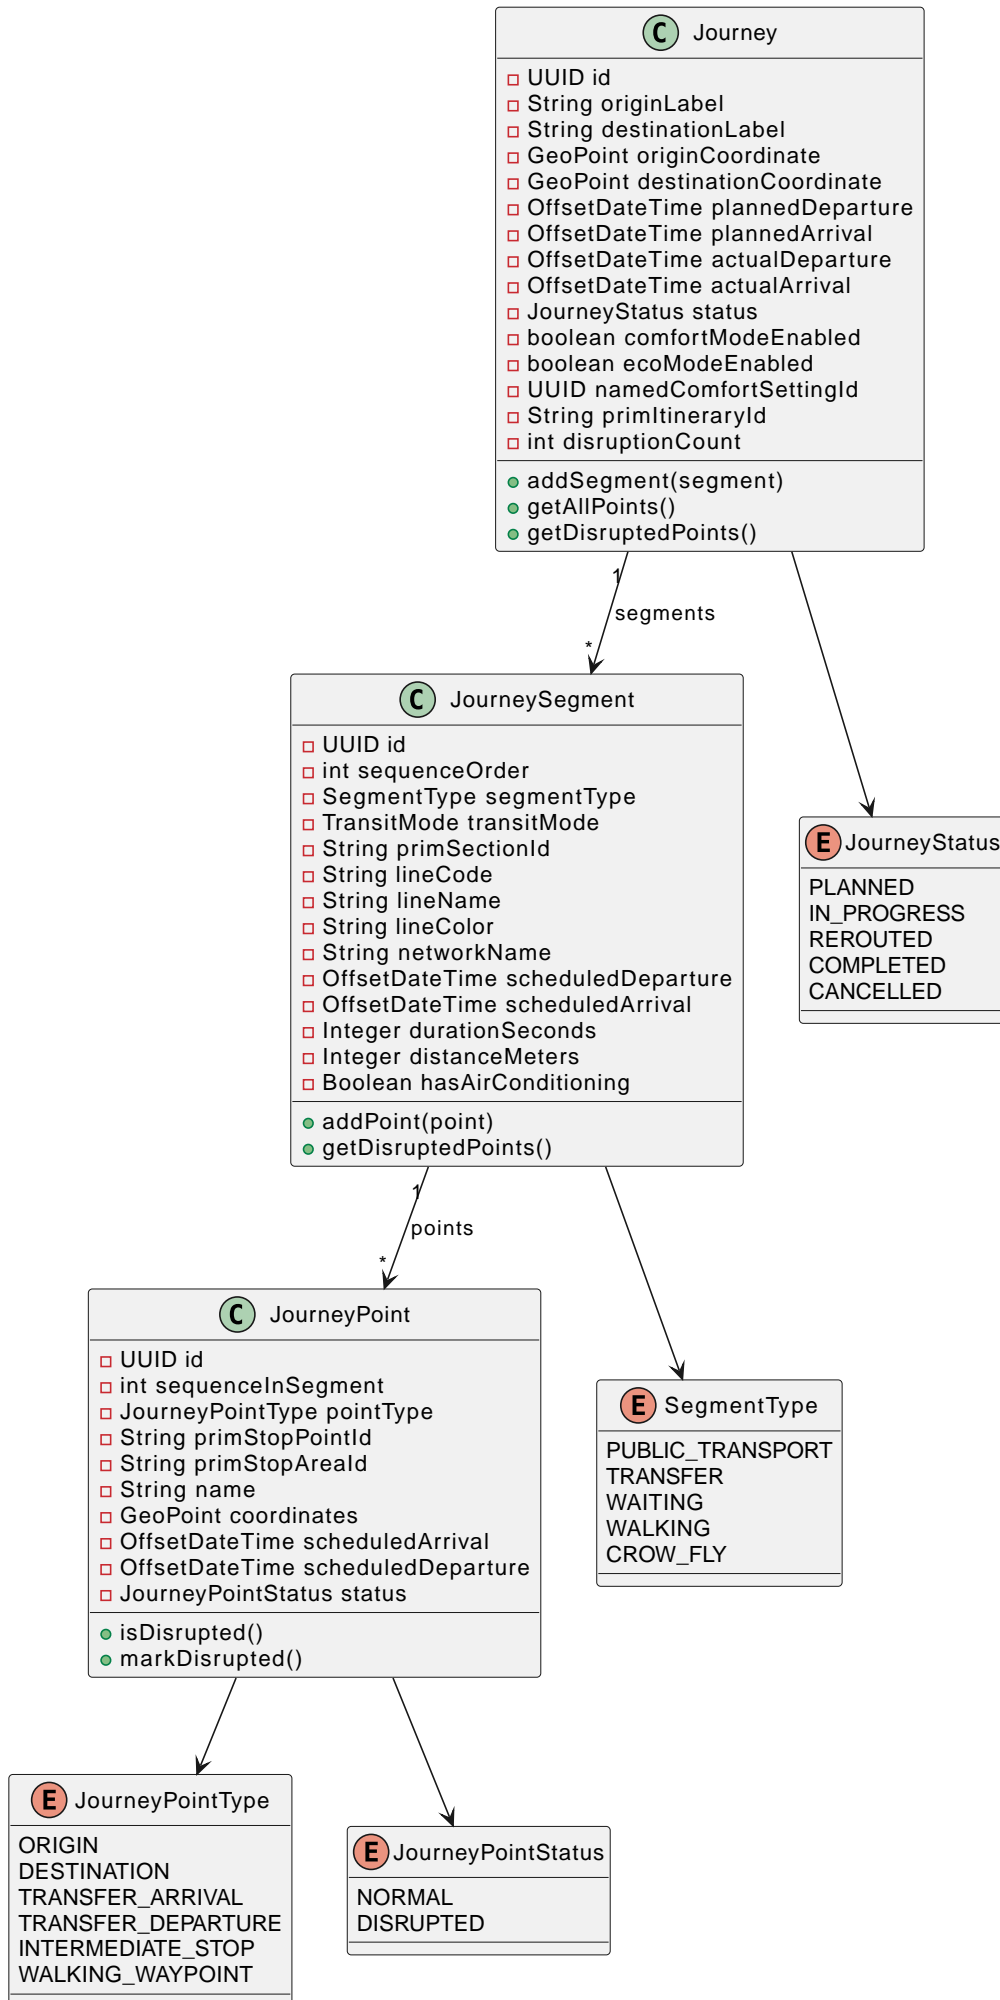 C Journey
UUID id
String originLabel
String destinationLabel
GeoPoint originCoordinate
GeoPoint destinationCoordinate
OffsetDateTime plannedDeparture
OffsetDateTime plannedArrival
OffsetDateTime actualDeparture
OffsetDateTime actualArrival
JourneyStatus status
boolean comfortModeEnabled
boolean ecoModeEnabled
UUID namedComfortSettingId
String primItineraryId
int disruptionCount
addSegment(segment)
getAllPoints()
getDisruptedPoints()
1
segments
*
C JourneySegment
UUID id
int sequenceOrder
SegmentType segmentType
TransitMode transitMode
String primSectionId
String lineCode
String lineName
String lineColor
String networkName
OffsetDateTime scheduledDeparture
OffsetDateTime scheduledArrival
Integer durationSeconds
Integer distanceMeters
Boolean hasAirConditioning
addPoint(point)
getDisruptedPoints()
E JourneyStatus
PLANNED
IN_PROGRESS
REROUTED
COMPLETED
CANCELLED
1
points
*
C JourneyPoint
UUID id
int sequenceInSegment
JourneyPointType pointType
String primStopPointId
String primStopAreaId
String name
GeoPoint coordinates
OffsetDateTime scheduledArrival
OffsetDateTime scheduledDeparture
JourneyPointStatus status
isDisrupted()
markDisrupted()
E SegmentType
PUBLIC_TRANSPORT
TRANSFER
WAITING
WALKING
CROW_FLY
E JourneyPointType
ORIGIN
DESTINATION
TRANSFER_ARRIVAL
TRANSFER_DEPARTURE
INTERMEDIATE_STOP
WALKING_WAYPOINT
E JourneyPointStatus
NORMAL
DISRUPTED